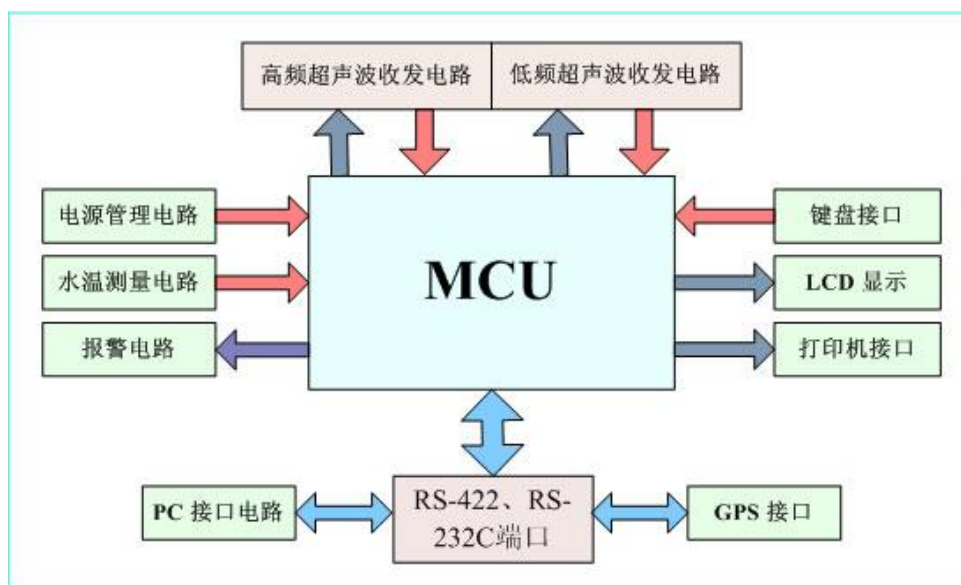 高频超声波收发电路
低频超声波收发电路
电源管理电路
键盘接口
MCU
水温测量电路
LCD 显示
报警电路
打印机接口
PC 接口电路
RS-422、RS-
232C端口
GPS 接口